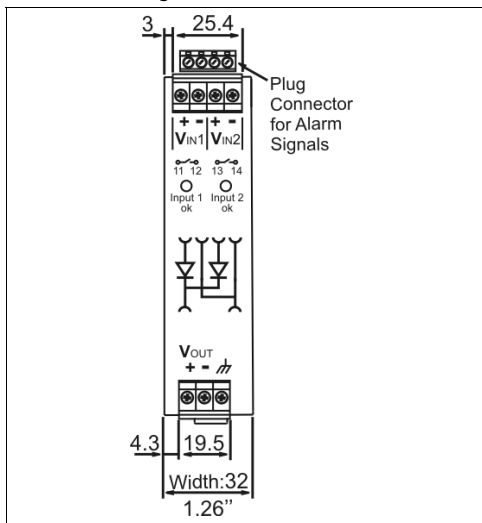 3 25.4
Plug
Connector
for Alarm
Signals
+ - + -
VIN1 VIN2
11 12 13 14
Input 1 Input 2
ok ok
VOUT
+ -
4.3 19.5
Width:32
1.26’’